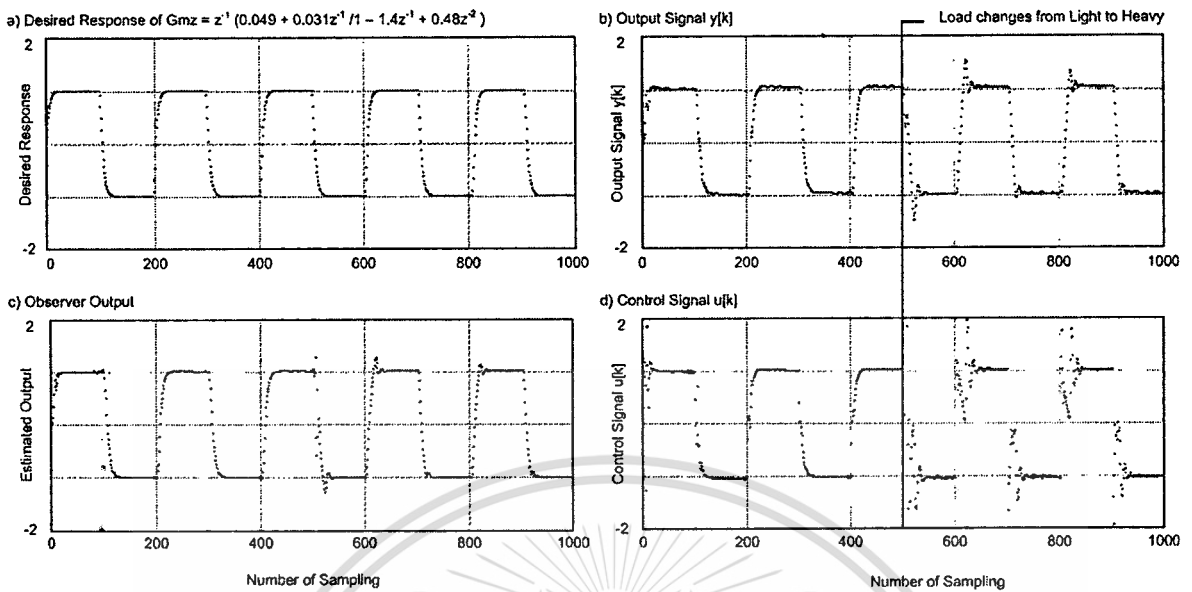 a) Desired Response of Gmz = z⁻¹ (0.049 + 0.031z⁻¹ /1 – 1.4z⁻¹ + 0.48z⁻² )
2
Desired Response
-2
0 200 400 600 800 1000
b) Output Signal y[k]
Load changes from Light to Heavy
2
Output Signal y[k]
-2
0 200 400 600 800 1000
c) Observer Output
2
Estimated Output
-2
0 200 400 600 800 1000
Number of Sampling
d) Control Signal u[k]
2
Control Signal u[k]
-2
0 200 400 600 800 1000
Number of Sampling